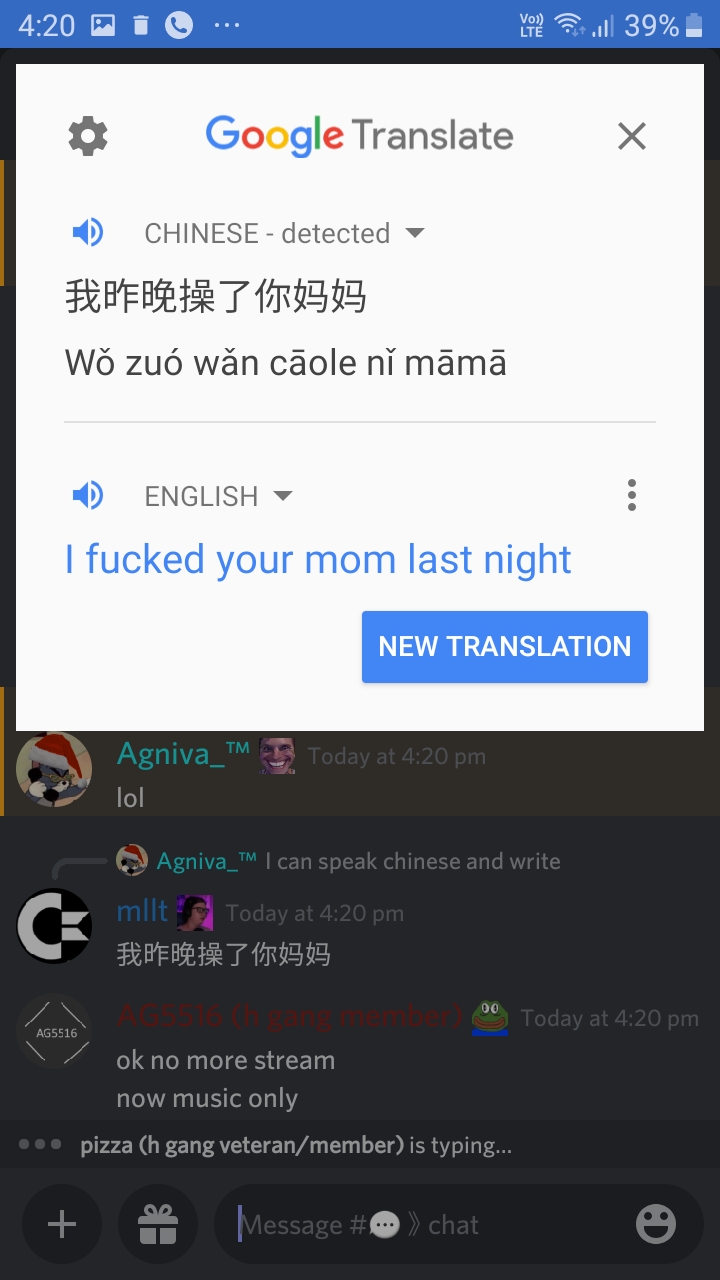 4:20 Vo)) LTE 39%
Google Translate
CHINESE - detected
我昨晚操了你妈妈
Wǒ zuó wǎn cāole nǐ māmā
ENGLISH
I fucked your mom last night
NEW TRANSLATION
Agniva_™ Today at 4:20 pm
lol
Agniva_™ I can speak chinese and write
mllt Today at 4:20 pm
我昨晚操了你妈妈
AG5516
AG5516 (h gang member) Today at 4:20 pm
ok no more stream
now music only
pizza (h gang veteran/member) is typing...
Message #💬》chat